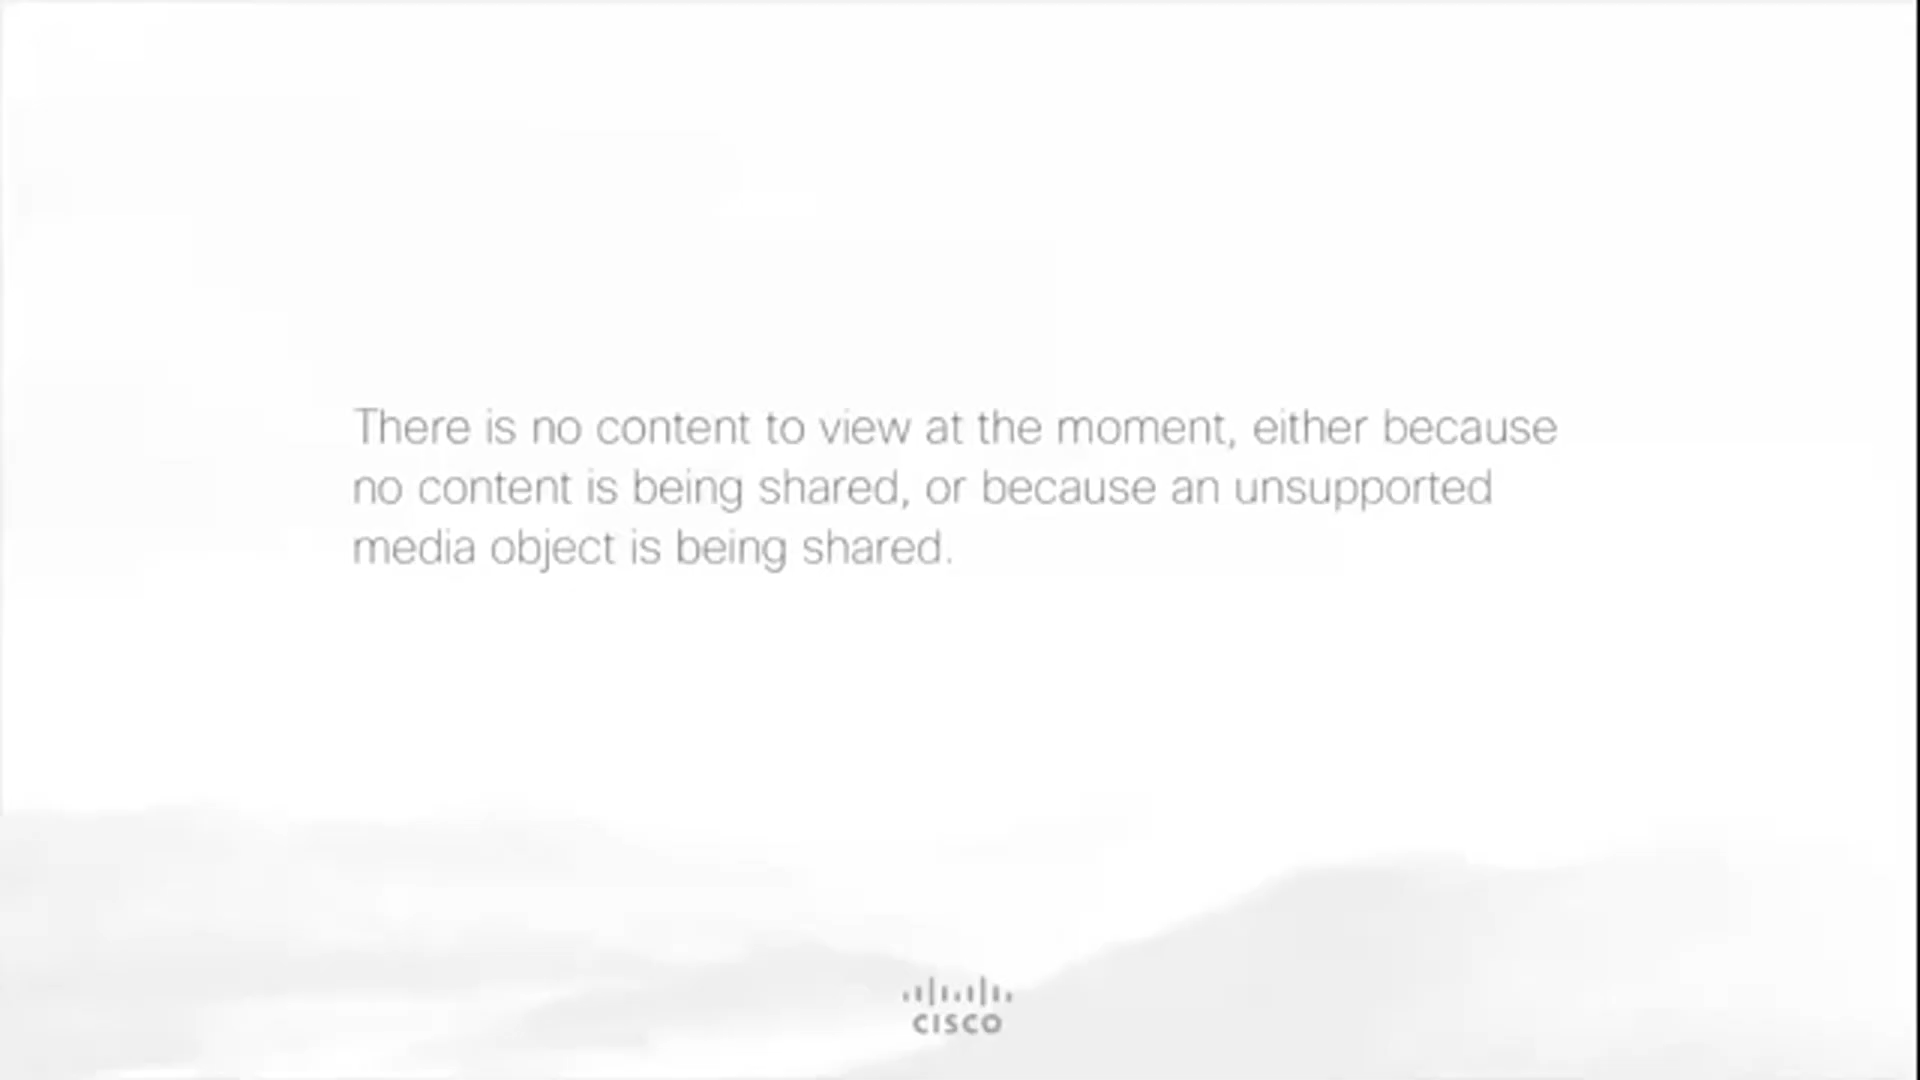 There is no content to view at the moment, either because
no content is being shared, or because an unsupported
media object is being shared.
CISCO